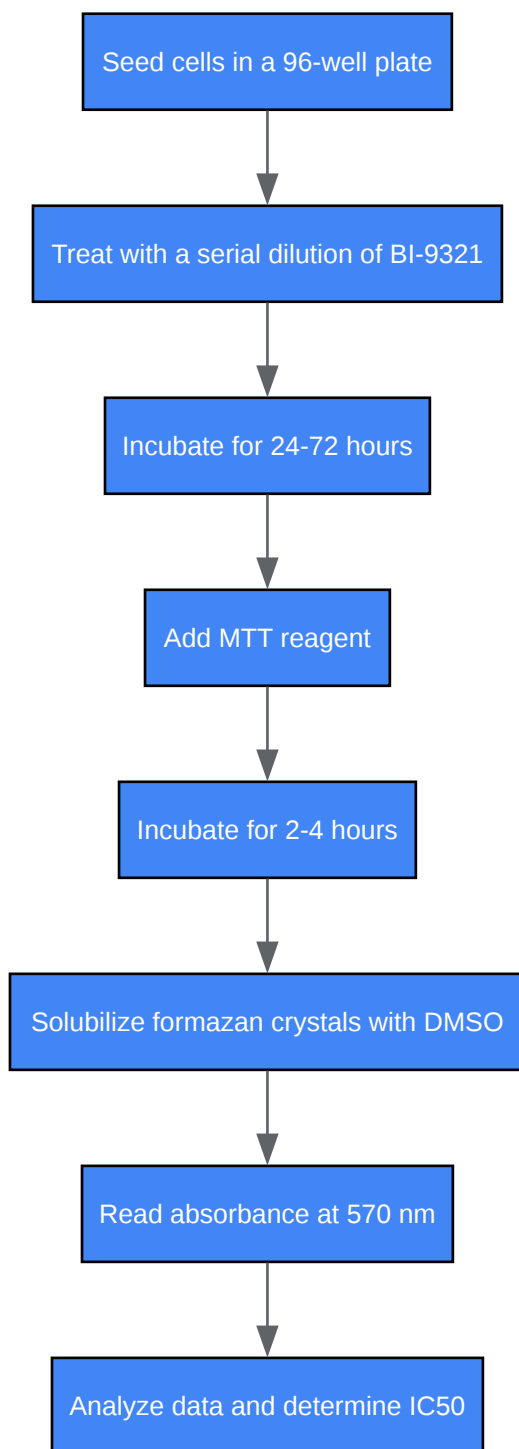 Seed cells in a 96-well plate
Treat with a serial dilution of BI-9321
Incubate for 24-72 hours
Add MTT reagent
Incubate for 2-4 hours
Solubilize formazan crystals with DMSO
Read absorbance at 570 nm
Analyze data and determine IC50